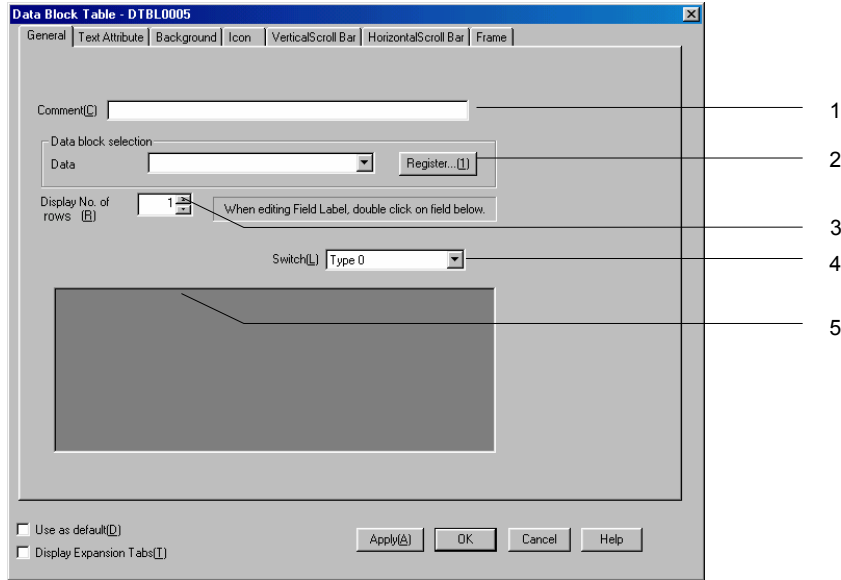 Data Block Table - DTBL0005
General Text Attribute Background Icon VerticalScroll Bar HorizontalScroll Bar Frame
Comment(C) 1
Data block selection
Data Register...(1) 2
Display No. of
rows (R) 1 When editing Field Label, double click on field below.
3
Switch(L) Type 0 4
5
Use as default(D)
Display Expansion Tabs(T)
Apply(A) OK Cancel Help